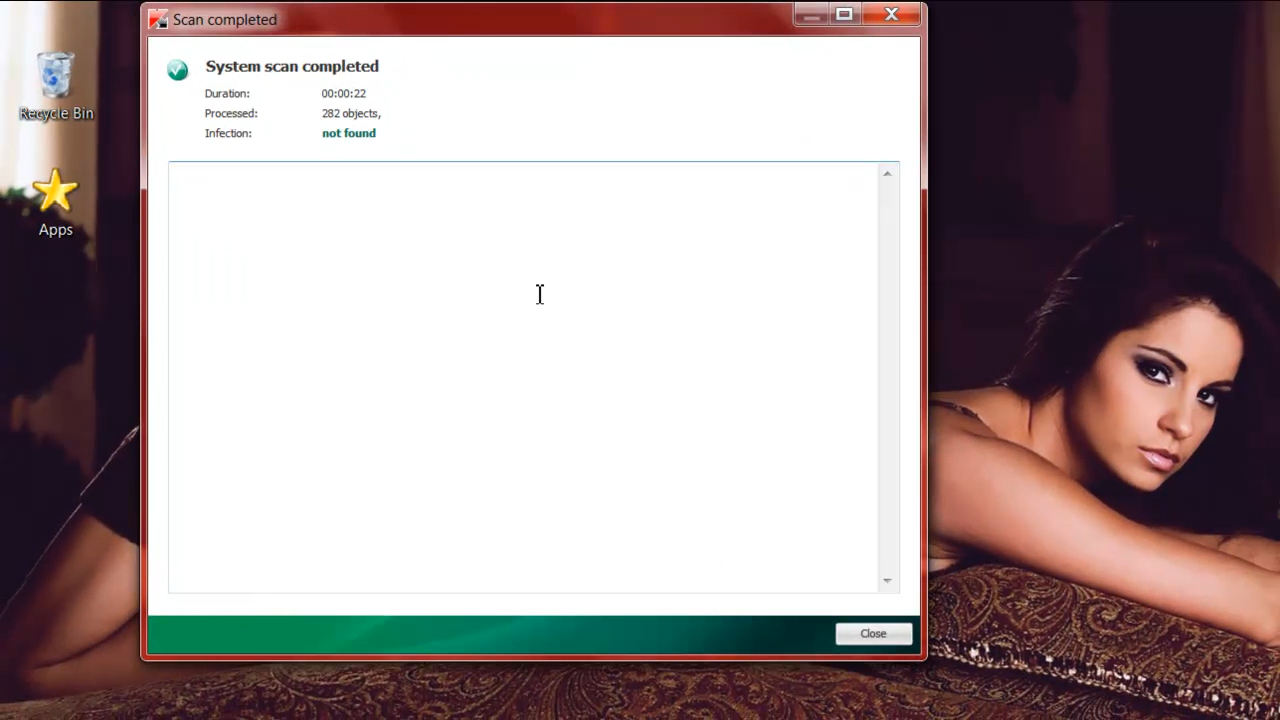 Scan completed
System scan completed
Duration: 00:00:22
Processed: 282 objects,
Infection: not found
Recycle Bin
Apps
Close